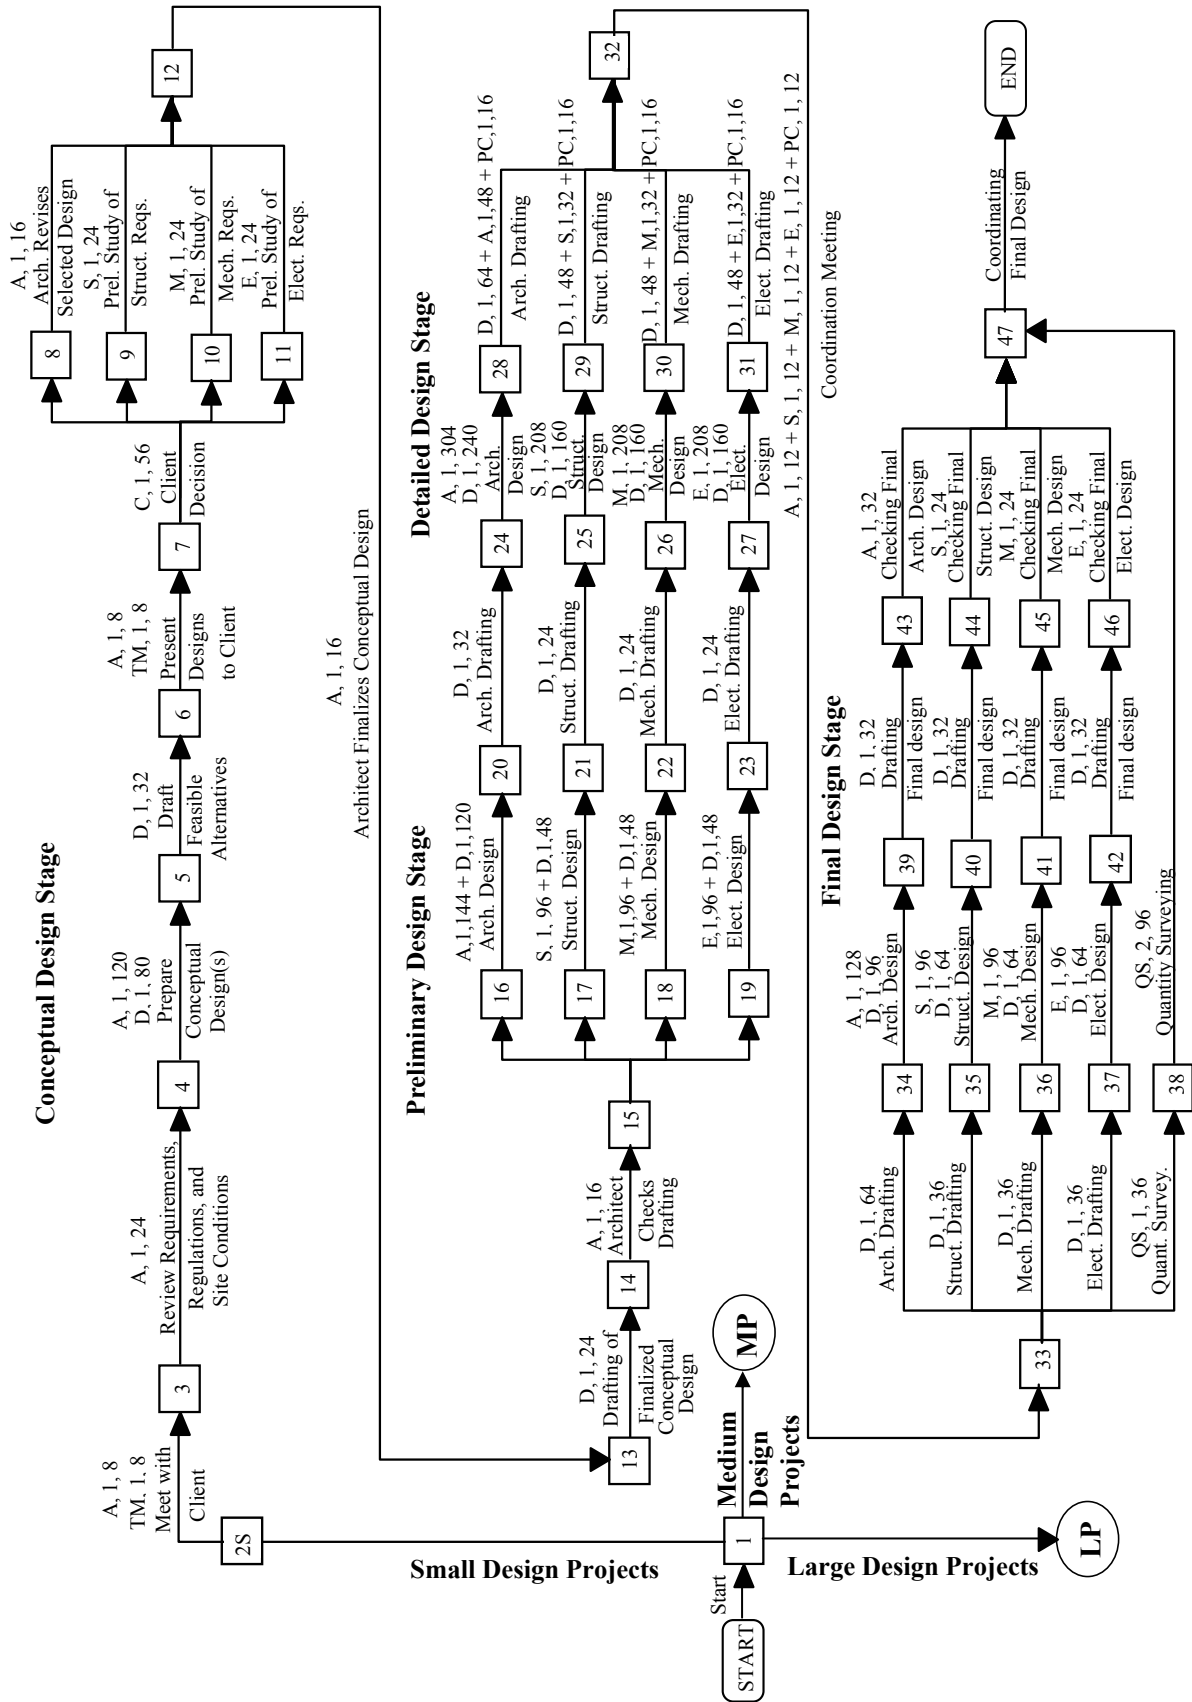 Conceptual Design Stage
START
Start
1
Small Design Projects
Medium
Design
Projects
MP
Large Design Projects
LP
2S
A, 1, 8
TM, 1, 8
Meet with
Client
3
A, 1, 24
Review Requirements,
Regulations, and
Site Conditions
4
A, 1, 120
D, 1, 80
Prepare
Conceptual
Design(s)
5
D, 1, 32
Draft
Feasible
Alternatives
6
A, 1, 8
TM, 1, 8
Present
Designs
to Client
7
C, 1, 56
Client
Decision
8
A, 1, 16
Arch. Revises
Selected Design
9
S, 1, 24
Prel. Study of
Struct. Reqs.
10
M, 1, 24
Prel. Study of
Mech. Reqs.
11
E, 1, 24
Prel. Study of
Elect. Reqs.
12
A, 1, 16
Architect Finalizes Conceptual Design
Preliminary Design Stage
13
D, 1, 24
Drafting of
Finalized
Conceptual
Design
14
A, 1, 16
Architect
Checks
Drafting
15
16
A,1,144 + D,1,120
Arch. Design
20
D, 1, 32
Arch. Drafting
17
S, 1, 96 + D,1,48
Struct. Design
21
D, 1, 24
Struct. Drafting
18
M,1,96 + D,1,48
Mech. Design
22
D, 1, 24
Mech. Drafting
19
E,1,96 + D,1,48
Elect. Design
23
D, 1, 24
Elect. Drafting
Detailed Design Stage
24
A, 1, 304
D, 1, 240
Arch.
Design
28
D, 1, 64 + A,1,48 + PC,1,16
Arch. Drafting
25
S, 1, 208
D, 1, 160
Struct.
Design
29
D, 1, 48 + S,1,32 + PC,1,16
Struct. Drafting
26
M, 1, 208
D, 1, 160
Mech.
Design
30
D, 1, 48 + M,1,32 + PC,1,16
Mech. Drafting
27
E, 1, 208
D, 1, 160
Elect.
Design
31
D, 1, 48 + E,1,32 + PC,1,16
Elect. Drafting
32
A, 1, 12 + S, 1, 12 + M, 1, 12 + E, 1, 12 + PC, 1, 12
Coordination Meeting
Final Design Stage
33
D, 1, 64
Arch. Drafting
34
A, 1, 128
D, 1, 96
Arch. Design
39
D, 1, 32
Drafting
Final design
43
A, 1, 32
Checking Final
Arch. Design
D, 1, 36
Struct. Drafting
35
S, 1, 96
D, 1, 64
Struct. Design
40
D, 1, 32
Drafting
Final design
44
S, 1, 24
Checking Final
Struct. Design
D, 1, 36
Mech. Drafting
36
M, 1, 96
D, 1, 64
Mech. Design
41
D, 1, 32
Drafting
Final design
45
M, 1, 24
Checking Final
Mech. Design
D, 1, 36
Elect. Drafting
37
E, 1, 96
D, 1, 64
Elect. Design
42
D, 1, 32
Drafting
Final design
46
E, 1, 24
Checking Final
Elect. Design
QS, 1, 36
Quant. Survey.
38
QS, 2, 96
Quantity Surveying
47
Coordinating
Final Design
END